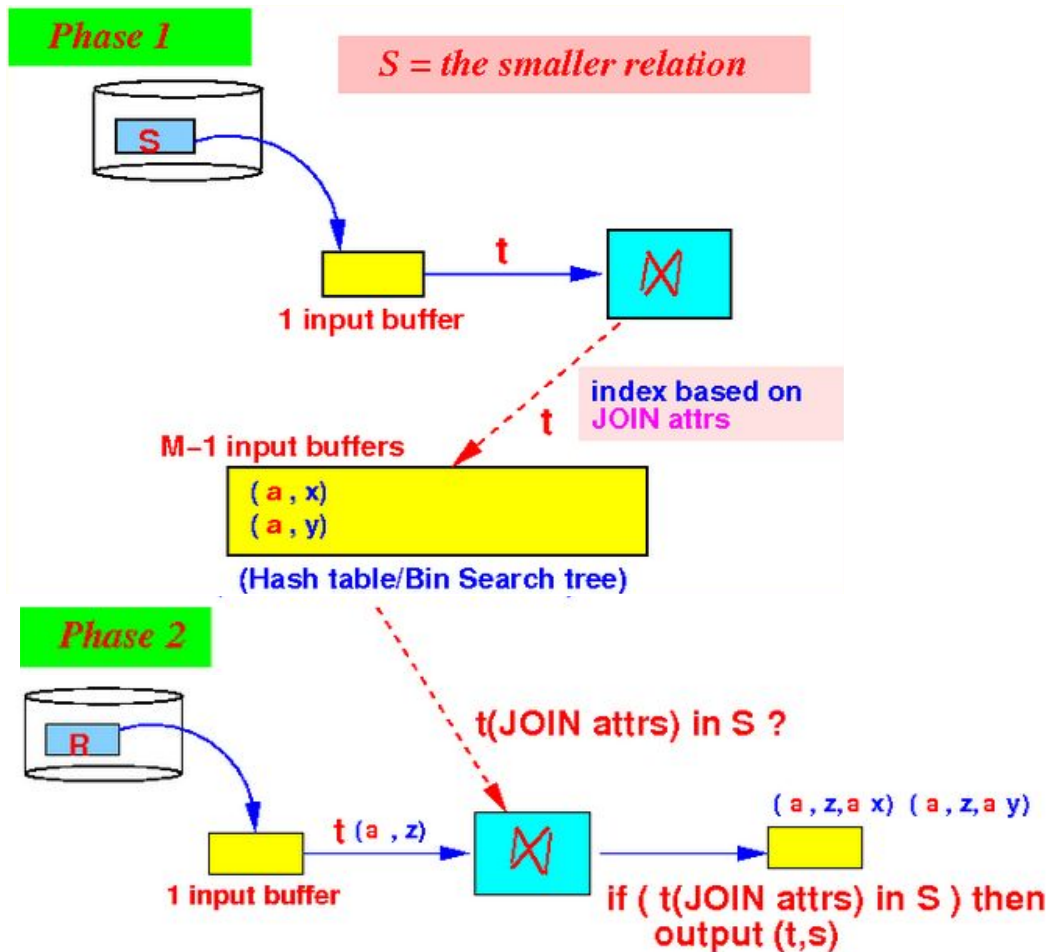 Phase 1
S = the smaller relation
S
t
1 input buffer
index based on
JOIN attrs
t
M-1 input buffers
( a , x)
( a , y)
(Hash table/Bin Search tree)
Phase 2
t(JOIN attrs) in S ?
R
( a , z,a x) ( a , z,a y)
t (a , z)
1 input buffer
if ( t(JOIN attrs) in S ) then
output (t,s)